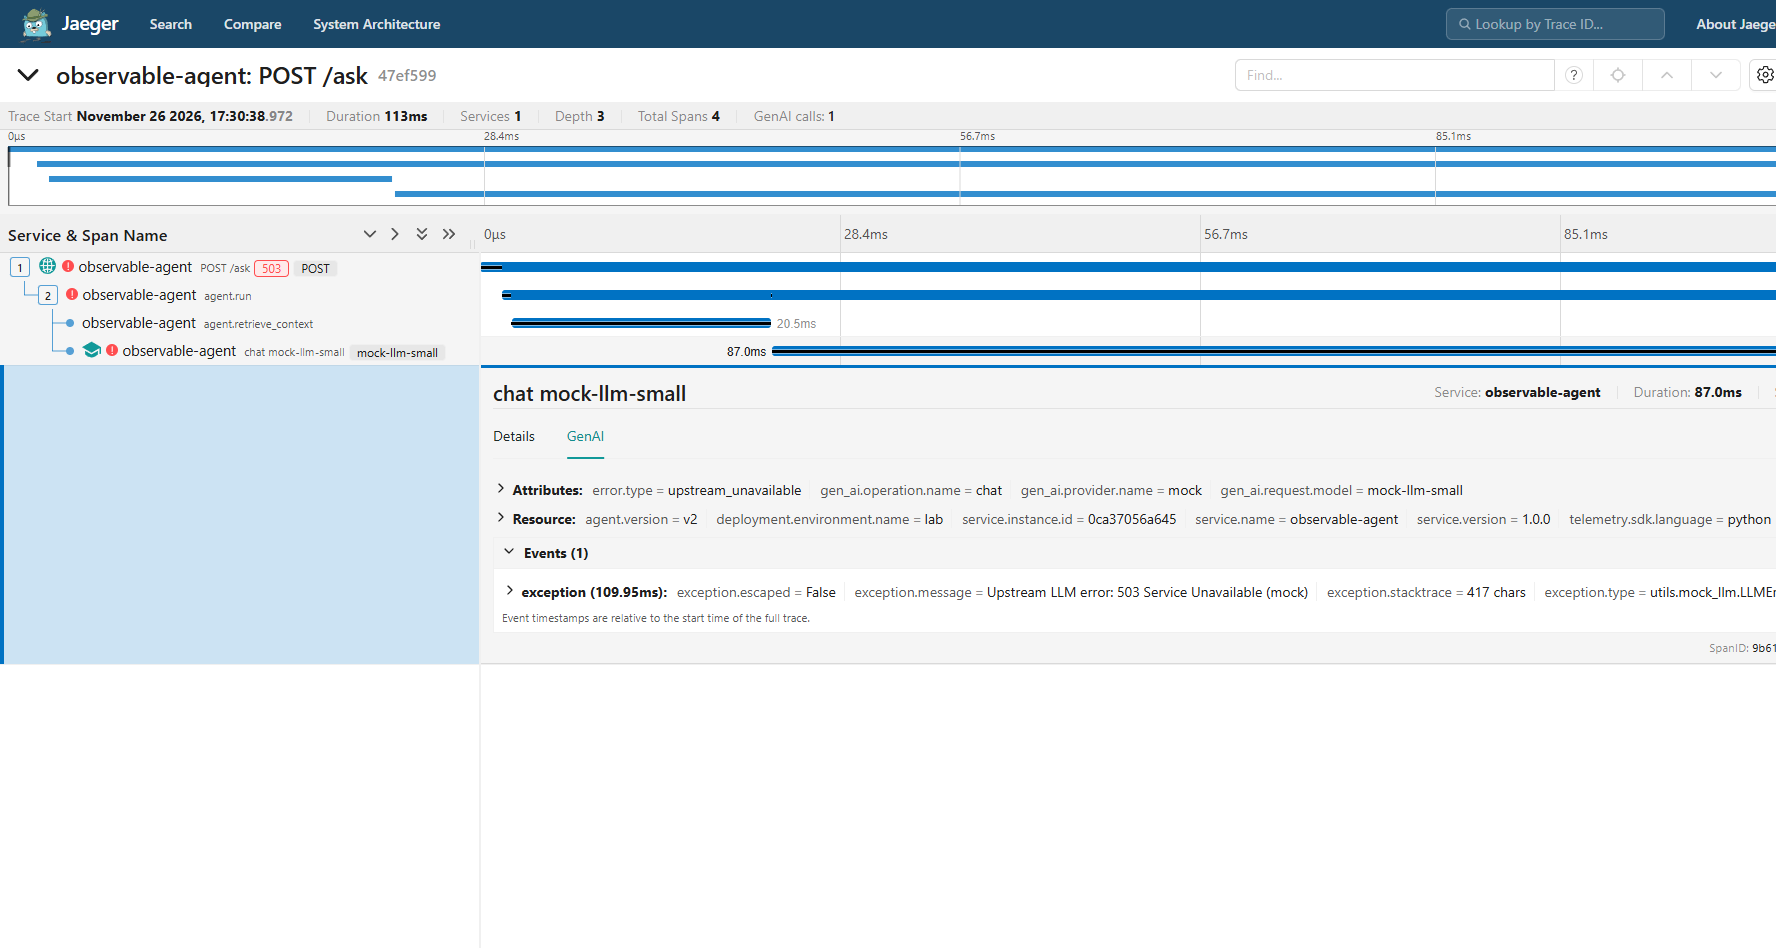 Jaeger Search Compare System Architecture Lookup by Trace ID... About Jaege
observable-agent: POST /ask 47ef599 Find... ?
Trace Start November 26 2026, 17:30:38.972 Duration 113ms Services 1 Depth 3 Total Spans 4 GenAI calls: 1
0μs 28.4ms 56.7ms 85.1ms
Service & Span Name 0μs 28.4ms 56.7ms 85.1ms
1 observable-agent POST /ask 503 POST
2 observable-agent agent.run
observable-agent agent.retrieve_context 20.5ms
observable-agent chat mock-llm-small mock-llm-small 87.0ms
chat mock-llm-small Service: observable-agent Duration: 87.0ms
Details GenAI
Attributes: error.type = upstream_unavailable gen_ai.operation.name = chat gen_ai.provider.name = mock gen_ai.request.model = mock-llm-small
Resource: agent.version = v2 deployment.environment.name = lab service.instance.id = 0ca37056a645 service.name = observable-agent service.version = 1.0.0 telemetry.sdk.language = python
Events (1)
exception (109.95ms): exception.escaped = False exception.message = Upstream LLM error: 503 Service Unavailable (mock) exception.stacktrace = 417 chars exception.type = utils.mock_llm.LLMEr
Event timestamps are relative to the start time of the full trace.
SpanID: 9b61